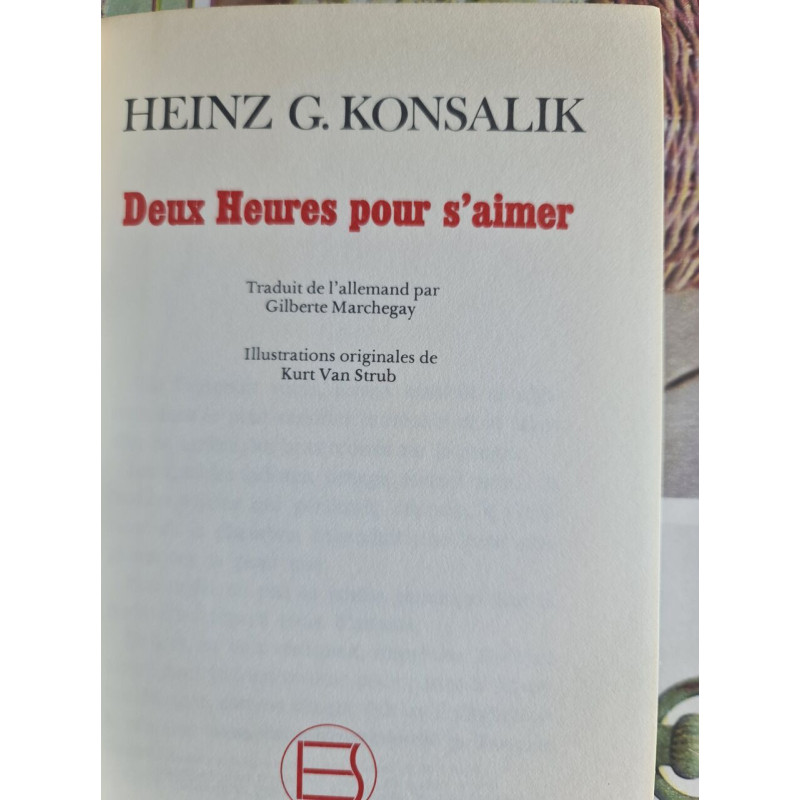 HEINZ G. KONSALIK
Deux Heures pour s'aimer
Traduit de l'allemand par
Gilberte Marchegay
Illustrations originales de
Kurt Van Strub